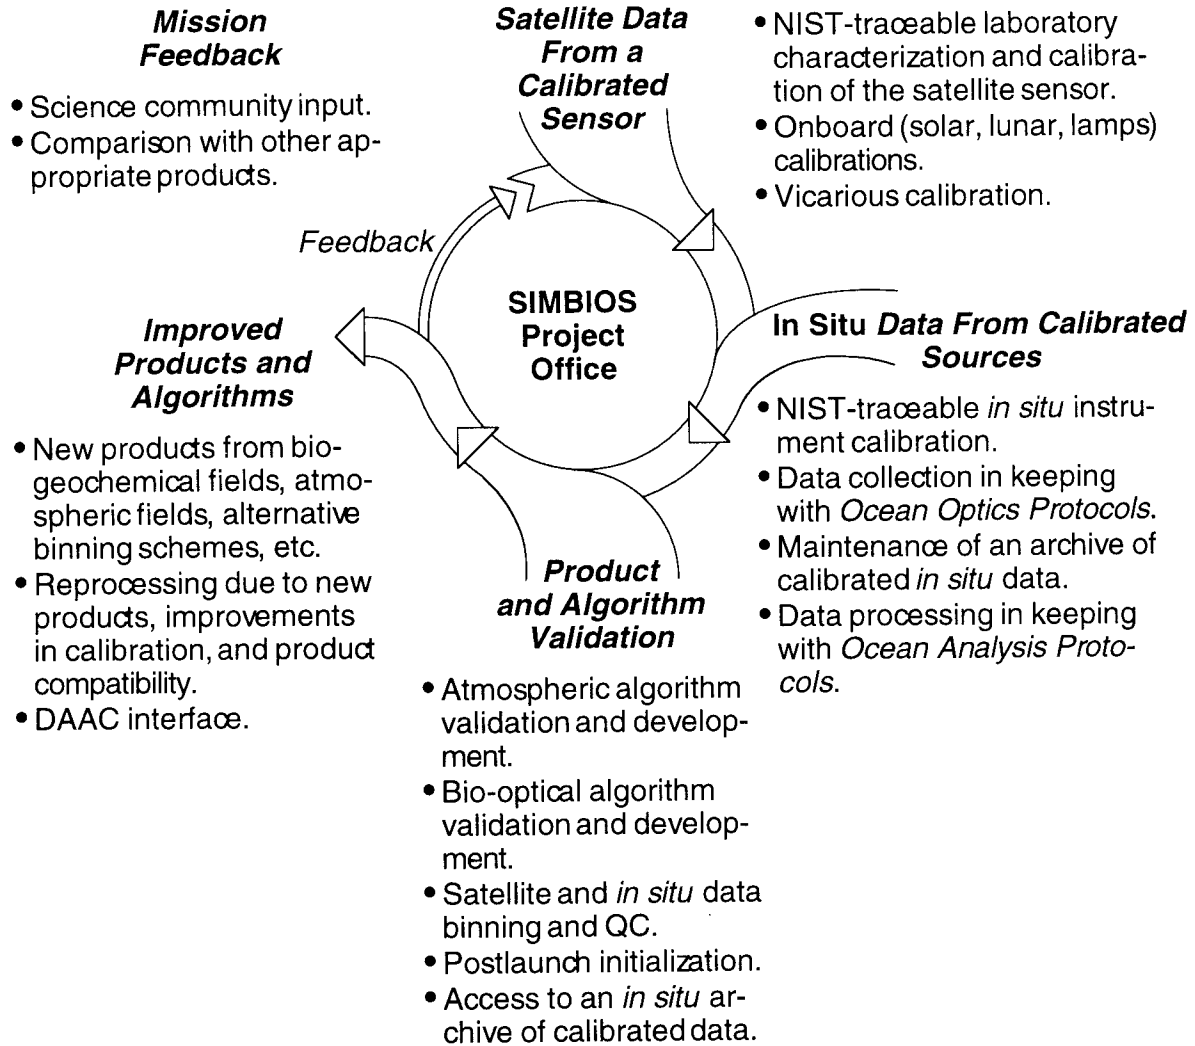 Mission
Feedback
• Science community input.
• Comparison with other ap-
propriate products.
Satellite Data
From a
Calibrated
Sensor
• NIST-traceable laboratory
characterization and calibra-
tion of the satellite sensor.
• Onboard (solar, lunar, lamps)
calibrations.
• Vicarious calibration.
Feedback
SIMBIOS
Project
Office
In Situ Data From Calibrated
Sources
• NIST-traceable in situ instru-
ment calibration.
• Data collection in keeping
with Ocean Optics Protocols.
• Maintenance of an archive of
calibrated in situ data.
• Data processing in keeping
with Ocean Analysis Proto-
cols.
Improved
Products and
Algorithms
• New products from bio-
geochemical fields, atmo-
spheric fields, alternative
binning schemes, etc.
• Reprocessing due to new
products, improvements
in calibration, and product
compatibility.
• DAAC interface.
Product
and Algorithm
Validation
• Atmospheric algorithm
validation and develop-
ment.
• Bio-optical algorithm
validation and develop-
ment.
• Satellite and in situ data
binning and QC.
• Postlaunch initialization.
• Access to an in situ ar-
chive of calibrated data.